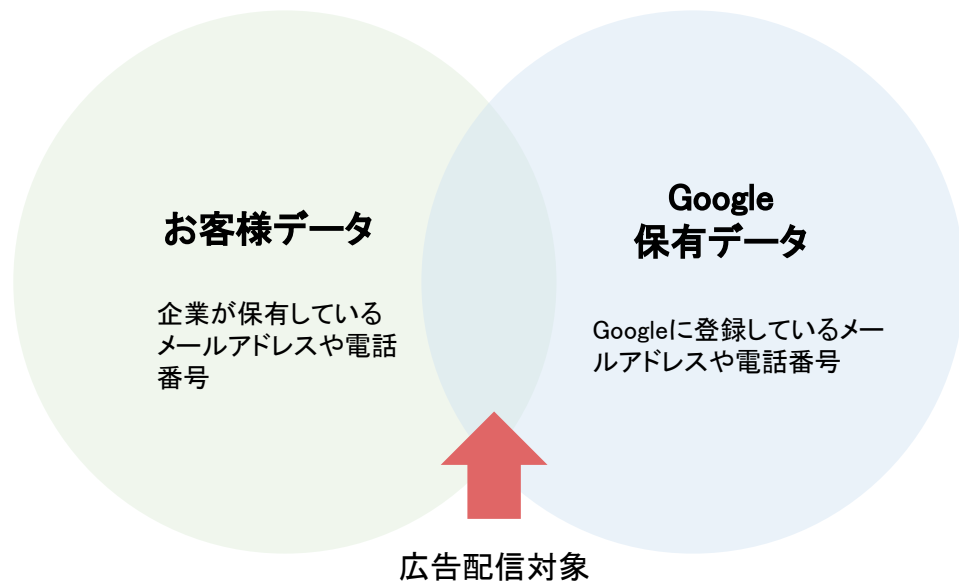 お客様データ
企業が保有している
メールアドレスや電話
番号
Google
保有データ
Googleに登録しているメー
ルアドレスや電話番号
広告配信対象